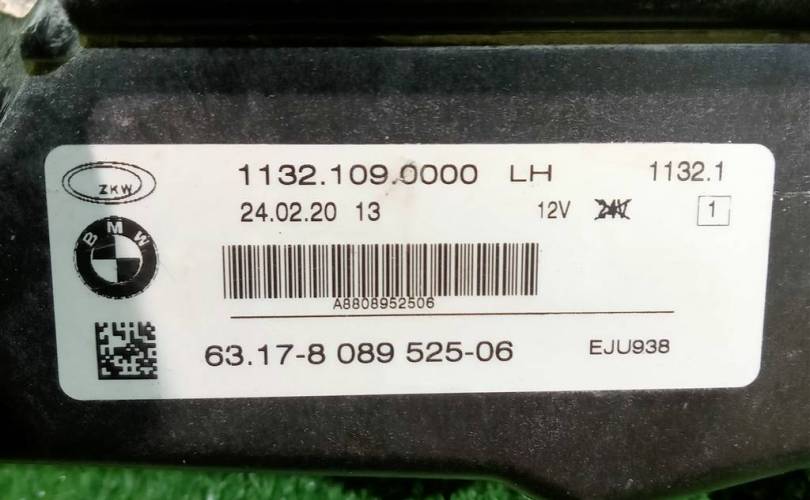 ZKW 1132.109.0000 LH 1132.1
24.02.20 13 12V 24V 1
BMW
A8808952506
63.17-8 089 525-06 EJU938